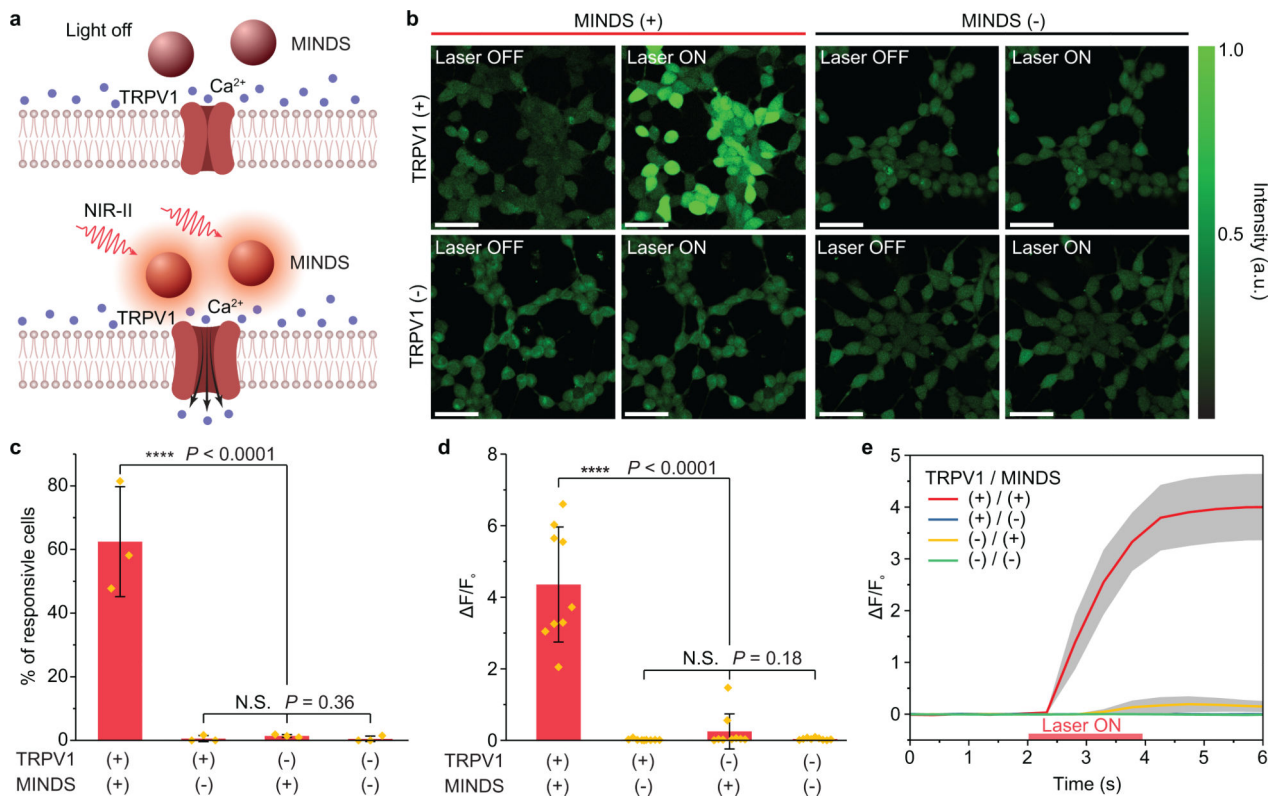 a
Light off
MINDS
TRPV1
Ca²⁺
NIR-II
MINDS
TRPV1
Ca²⁺
b
MINDS (+)
MINDS (-)
TRPV1 (+)
Laser OFF
Laser ON
Laser OFF
Laser ON
TRPV1 (-)
Laser OFF
Laser ON
Laser OFF
Laser ON
1.0
0.5
Intensity (a.u.)
c
% of responsivle cells
80
60
40
20
0
**** P < 0.0001
N.S. P = 0.36
TRPV1 (+) (+) (-) (-)
MINDS (+) (-) (+) (-)
d
ΔF/F₀
8
6
4
2
0
**** P < 0.0001
N.S. P = 0.18
TRPV1 (+) (+) (-) (-)
MINDS (+) (-) (+) (-)
e
ΔF/F₀
5
4
3
2
1
0
TRPV1 / MINDS
(+) / (+)
(+) / (-)
(-) / (+)
(-) / (-)
Laser ON
0 1 2 3 4 5 6
Time (s)